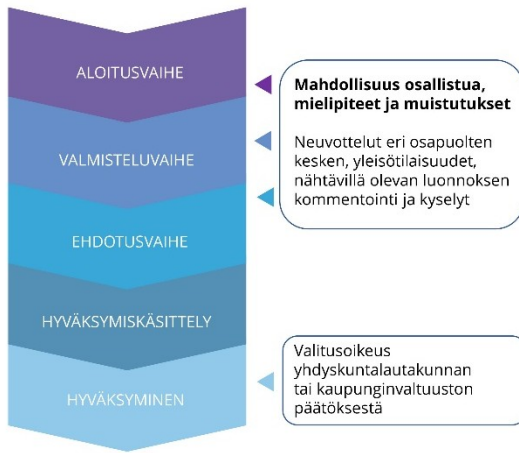 ALOITUSVAIHE
Mahdollisuus osallistua,
mielipiteet ja muistutukset
VALMISTELUVAIHE
Neuvottelut eri osapuolten
kesken, yleisötilaisuudet,
nähtävillä olevan luonnoksen
kommentointi ja kyselyt
EHDOTUSVAIHE
HYVÄKSYMISKÄSITTELY
HYVÄKSYMINEN
Valitusoikeus
yhdyskuntalautakunnan
tai kaupunginvaltuuston
päätöksestä